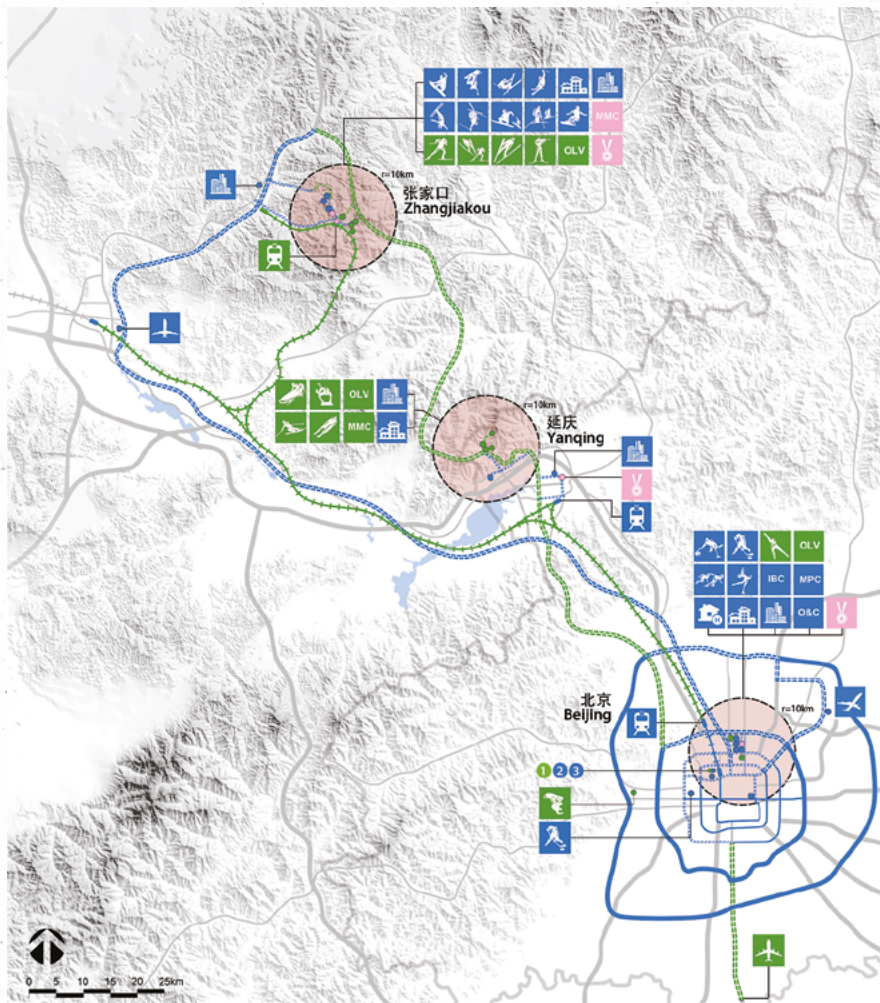 MMC
OLV
r=10km
张家口
Zhangjiakou
OLV
MMC
r=10km
延庆
Yanqing
OLV
IBC
MPC
O&C
北京
Beijing
r=10km
1 2 3
0 5 10 15 20 25km